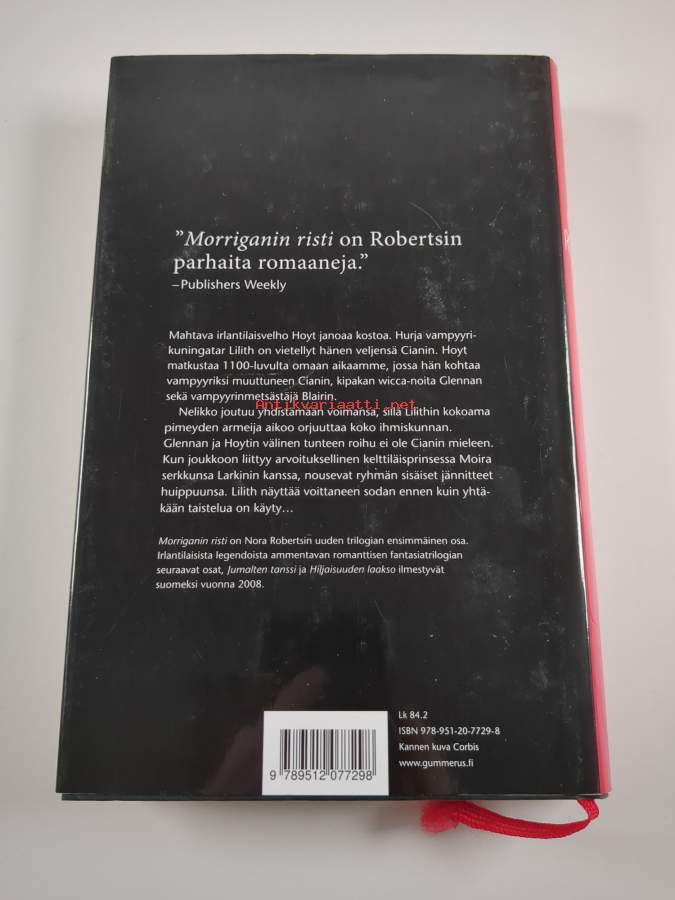 ”Morriganin risti on Robertsin
parhaita romaaneja.”
–Publishers Weekly
Mahtava irlantilaisvelho Hoyt janoaa kostoa. Hurja vampyyri-
kuningatar Lilith on vietellyt hänen veljensä Cianin. Hoyt
matkustaa 1100-luvulta omaan aikaamme, jossa hän kohtaa
vampyyriksi muuttuneen Cianin, kipakan wicca-noita Glennan
sekä vampyyrinmetsästäjä Blairin.
Antikvariaatti.net
Nelikko joutuu yhdistämään voimansa, sillä Lilithin kokoama
pimeyden armeija aikoo orjuuttaa koko ihmiskunnan.
Glennan ja Hoytin välinen tunteen roihu ei ole Cianin mieleen.
Kun joukkoon liittyy arvoituksellinen kelttiläisprinsessa Moira
serkkunsa Larkinin kanssa, nousevat ryhmän sisäiset jännitteet
huippuunsa. Lilith näyttää voittaneen sodan ennen kuin yhtä-
kään taistelua on käyty…
Morriganin risti on Nora Robertsin uuden trilogian ensimmäinen osa.
Irlantilaisista legendoista ammentavan romanttisen fantasiatrilogian
seuraavat osat, Jumalten tanssi ja Hiljaisuuden laakso ilmestyvät
suomeksi vuonna 2008.
Lk 84.2
ISBN 978-951-20-7729-8
Kannen kuva Corbis
www.gummerus.fi
9 789512 077298